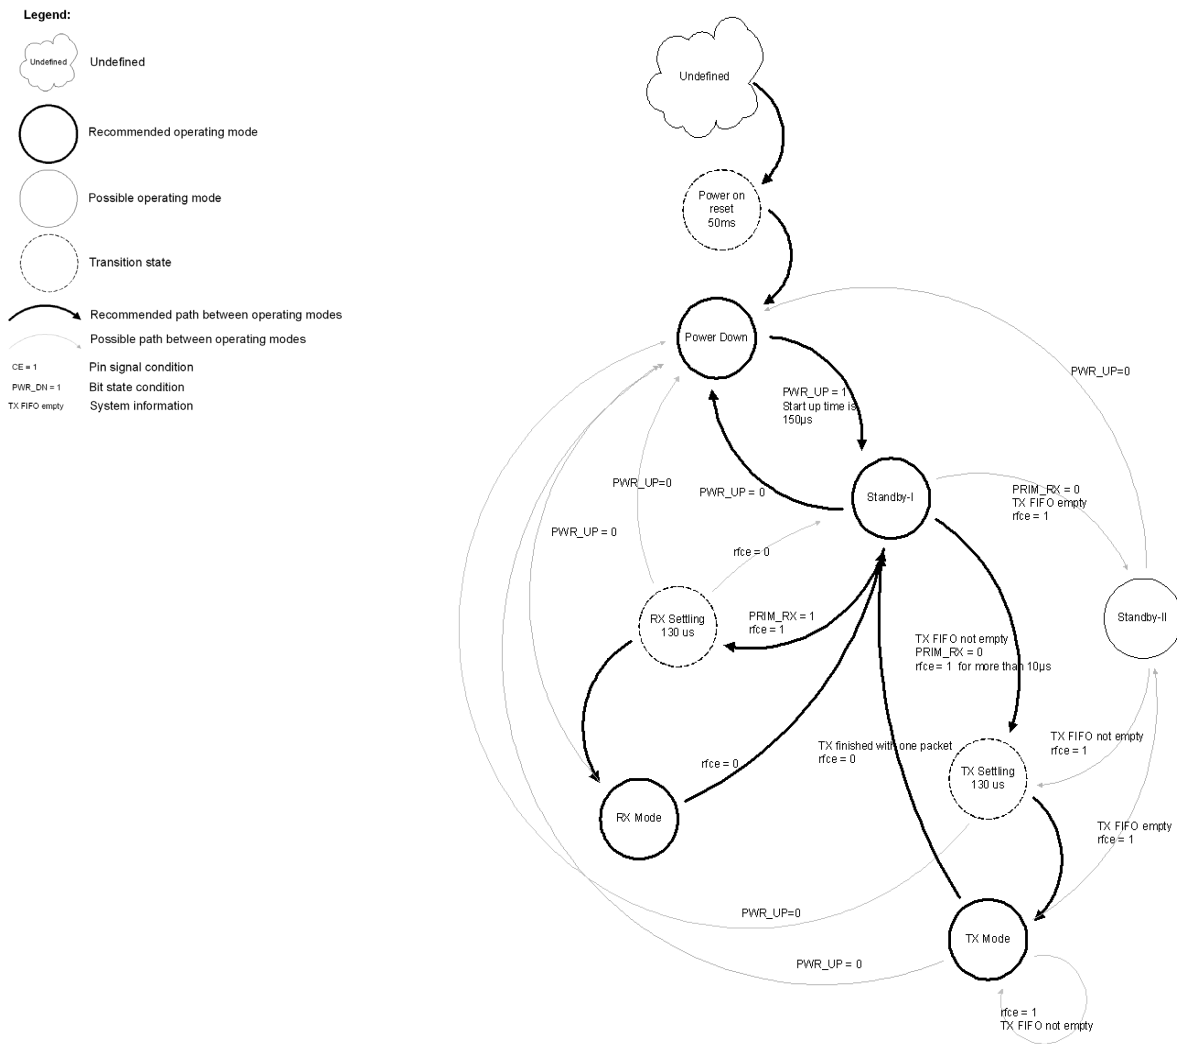 Legend:
Undefined
Undefined
Recommended operating mode
Possible operating mode
Transition state
Recommended path between operating modes
Possible path between operating modes
CE = 1
Pin signal condition
PWR_DN = 1
Bit state condition
TX FIFO empty
System information
Undefined
Power on
reset
50ms
Power Down
PWR_UP=0
PWR_UP = 1
Start up time is
150µs
PWR_UP=0
PWR_UP = 0
Standby-I
PRIM_RX = 0
TX FIFO empty
rfce = 1
PWR_UP = 0
rfce = 0
RX Settling
130 us
PRIM_RX = 1
rfce = 1
Standby-II
TX FIFO not empty
PRIM_RX = 0
rfce = 1 for more than 10µs
TX FIFO not empty
rfce = 1
rfce = 0
TX finished with one packet
rfce = 0
TX Settling
130 us
RX Mode
TX FIFO empty
rfce = 1
PWR_UP=0
TX Mode
PWR_UP = 0
rfce = 1
TX FIFO not empty